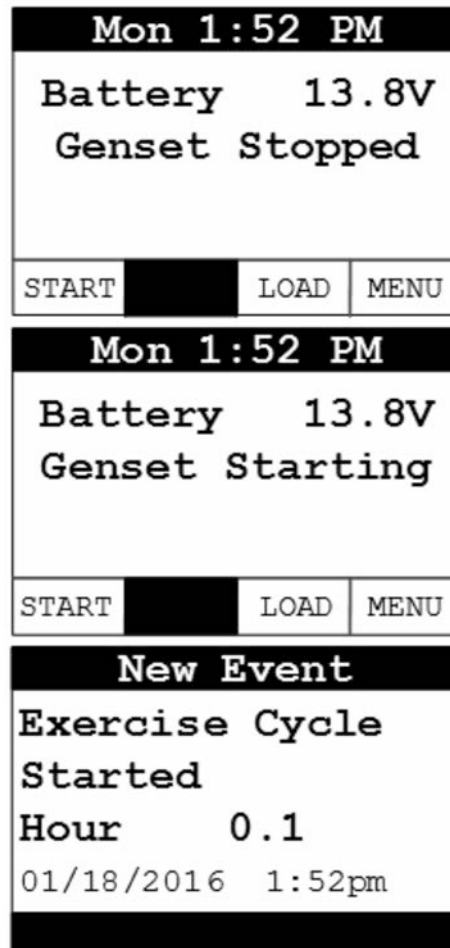 Mon 1:52 PM
Battery 13.8V
Genset Stopped
START LOAD MENU
Mon 1:52 PM
Battery 13.8V
Genset Starting
START LOAD MENU
New Event
Exercise Cycle
Started
Hour 0.1
01/18/2016 1:52pm